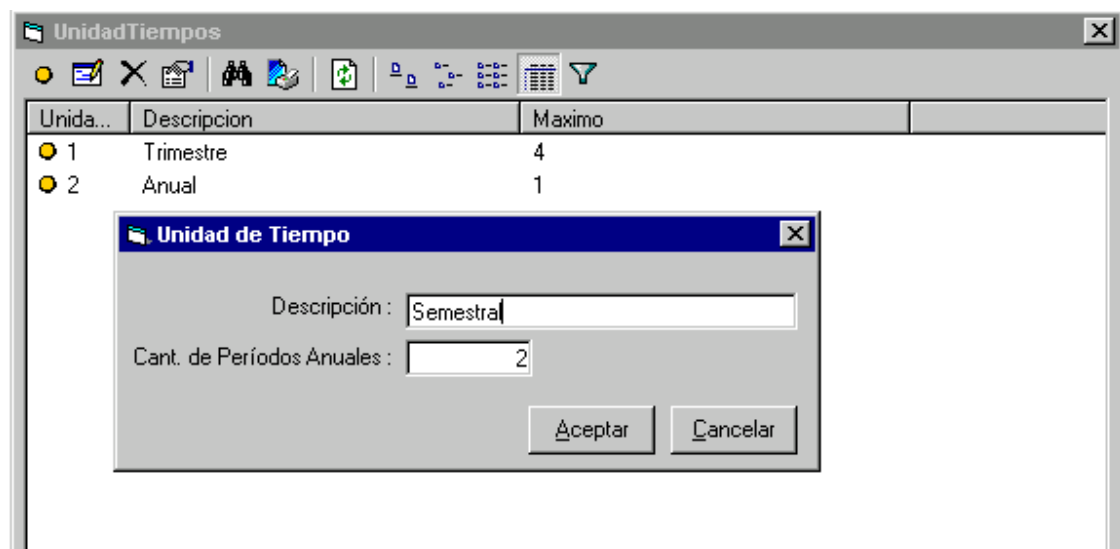 UnidadTiempos
Unida... Descripcion Maximo
1 Trimestre 4
2 Anual 1
Unidad de Tiempo
Descripción : Semestral
Cant. de Períodos Anuales : 2
Aceptar Cancelar